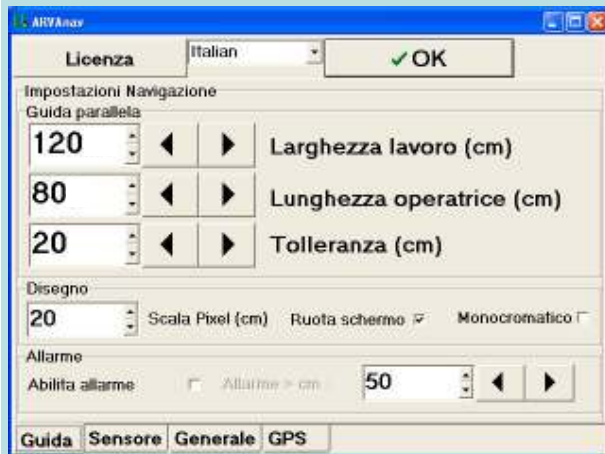 ARVAnav
Licenza Italian OK
Impostazioni Navigazione
Guida parallela
120 Larghezza lavoro (cm)
80 Lunghezza operatrice (cm)
20 Tolleranza (cm)
Disegno
20 Scala Pixel (cm) Ruota schermo Monocromatico
Allarme
Abilita allarme Allarme > cm 50
Guida Sensore Generale GPS